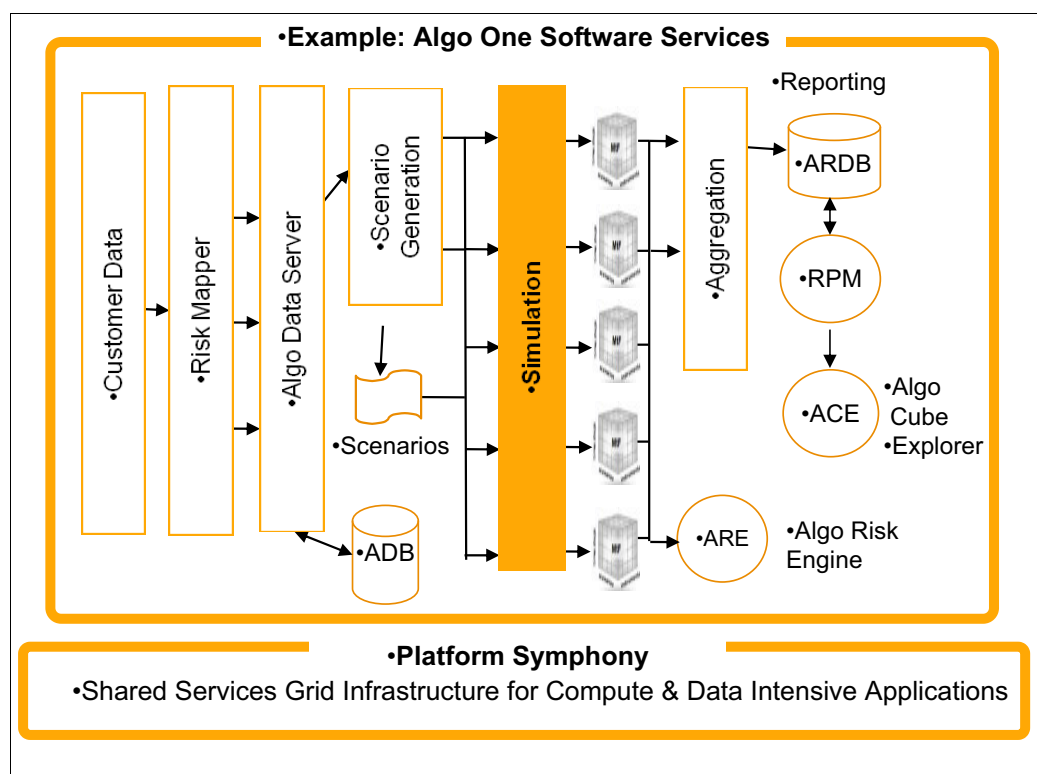 •Example: Algo One Software Services
•Customer Data
•Risk Mapper
•Algo Data Server
•Scenario
Generation
•Scenarios
•ADB
•Simulation
•Aggregation
•Reporting
•ARDB
•RPM
•ACE
•Algo
Cube
•Explorer
•ARE
•Algo Risk
Engine
•Platform Symphony
•Shared Services Grid Infrastructure for Compute & Data Intensive Applications